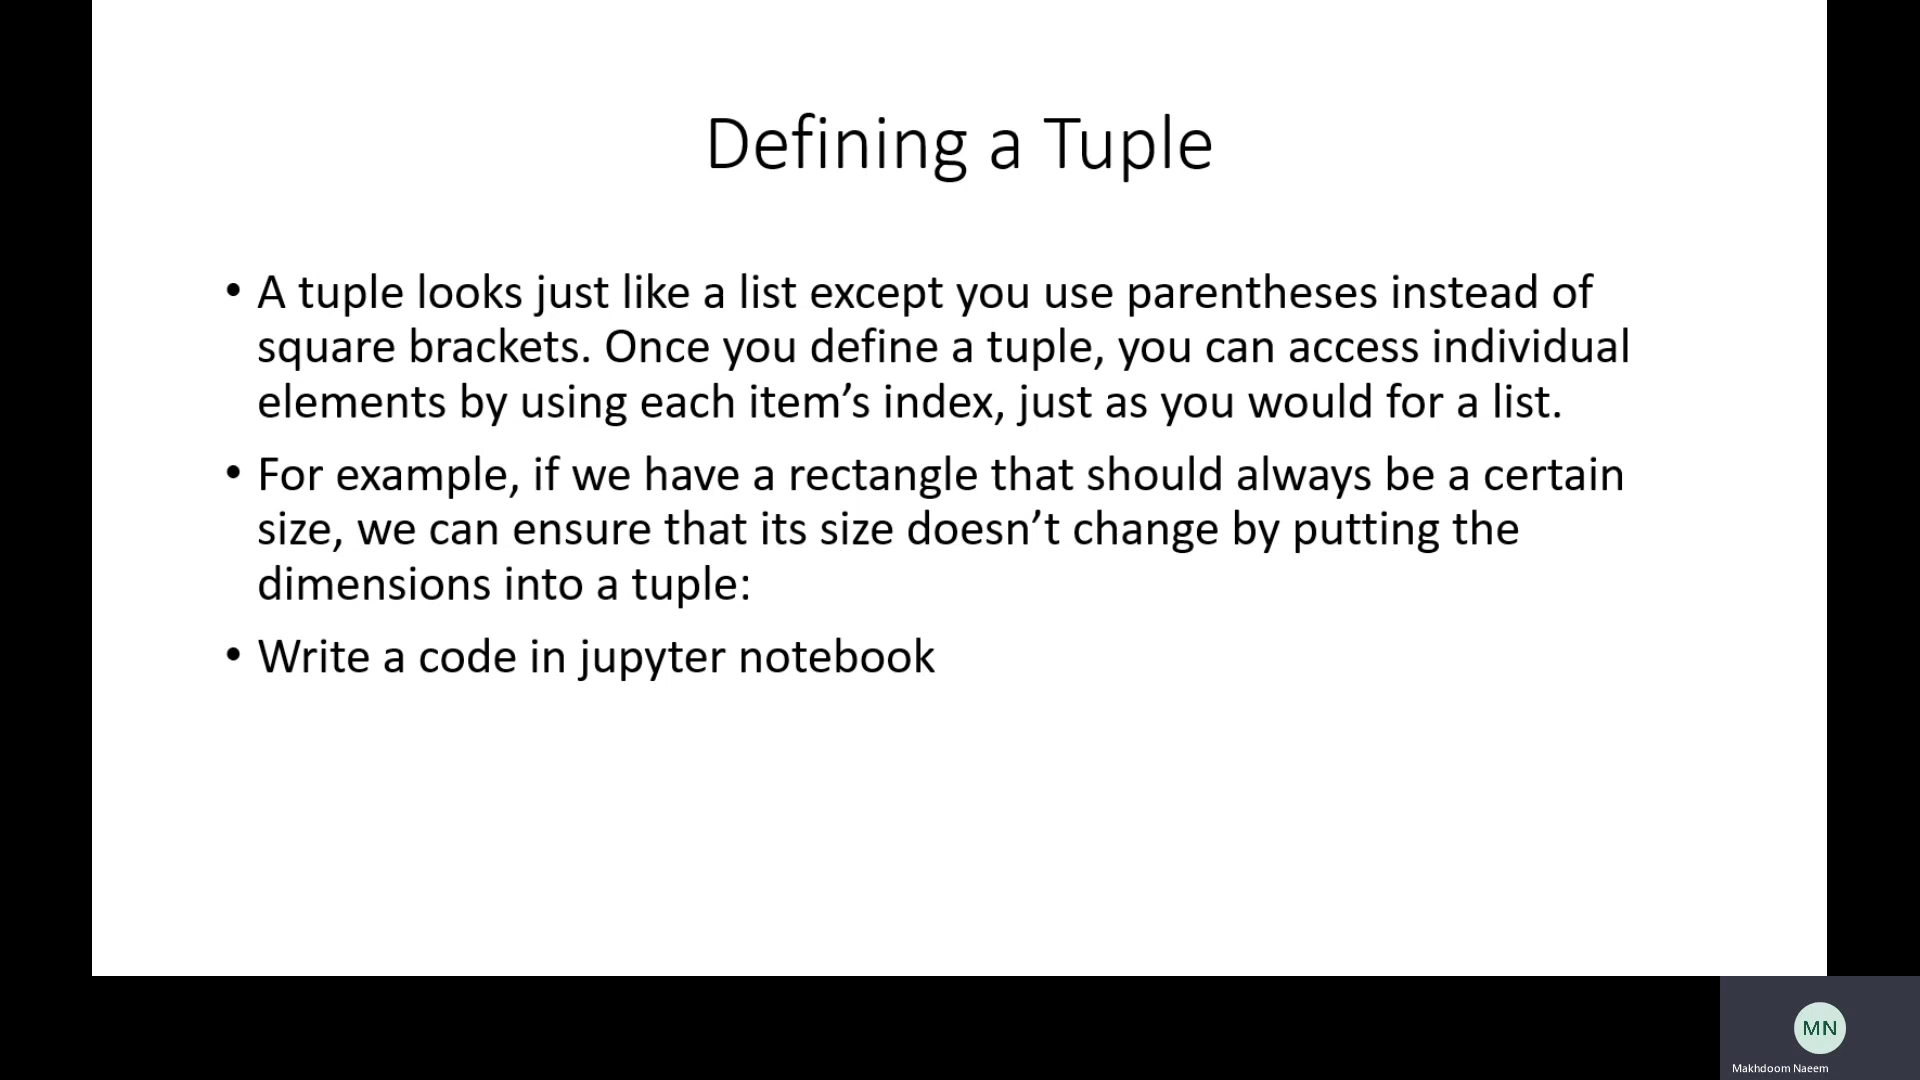 Defining a Tuple
• A tuple looks just like a list except you use parentheses instead of
square brackets. Once you define a tuple, you can access individual
elements by using each item’s index, just as you would for a list.
• For example, if we have a rectangle that should always be a certain
size, we can ensure that its size doesn’t change by putting the
dimensions into a tuple:
• Write a code in jupyter notebook
MN
Makhdoom Naeem